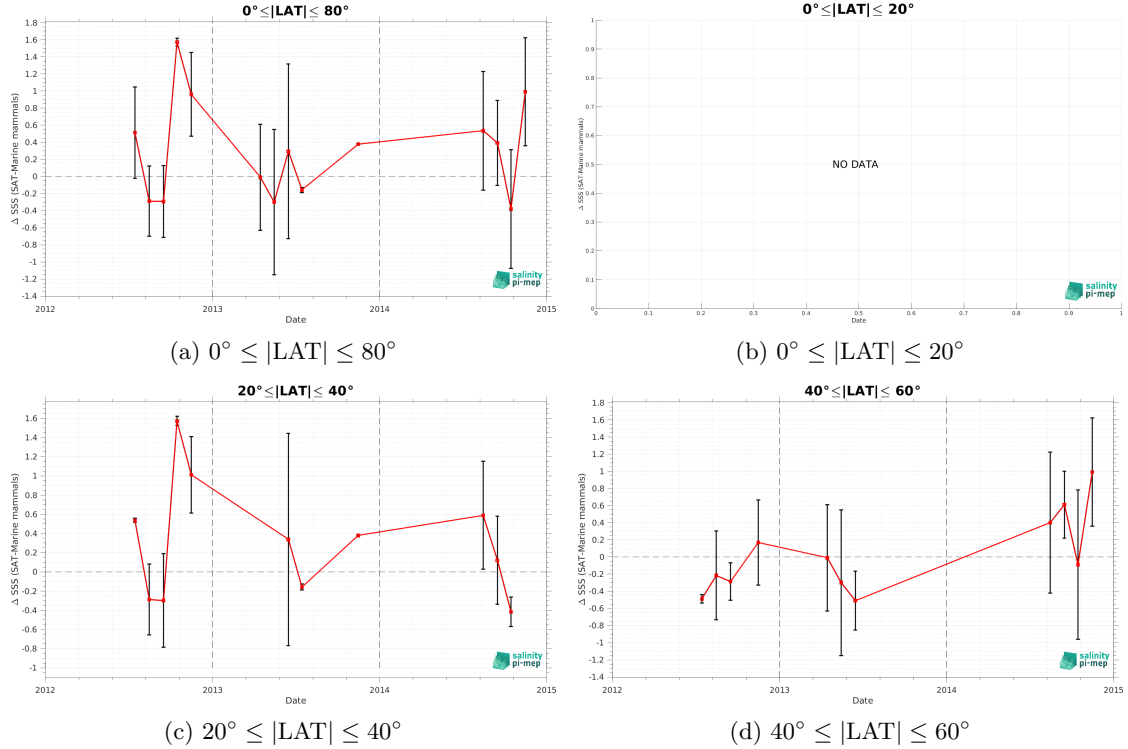 0°≤|LAT|≤ 80°
1.8
1.6
1.4
1.2
1
0.8
0.6
0.4
0.2
0
-0.2
-0.4
-0.6
-0.8
-1
-1.2
-1.4
Δ SSS (SAT-Marine mammals)
2012 2013 2014 2015
Date
salinity
pi-mep
(a) 0° ≤ |LAT| ≤ 80°
0°≤|LAT|≤ 20°
1
0.9
0.8
0.7
0.6
0.5
0.4
0.3
0.2
0.1
0
Δ SSS (SAT-Marine mammals)
NO DATA
0 0.1 0.2 0.3 0.4 0.5 0.6 0.7 0.8 0.9 1
Date
salinity
pi-mep
(b) 0° ≤ |LAT| ≤ 20°
20°≤|LAT|≤ 40°
1.6
1.4
1.2
1
0.8
0.6
0.4
0.2
0
-0.2
-0.4
-0.6
-0.8
-1
Δ SSS (SAT-Marine mammals)
2012 2013 2014 2015
Date
salinity
pi-mep
(c) 20° ≤ |LAT| ≤ 40°
40°≤|LAT|≤ 60°
1.8
1.6
1.4
1.2
1
0.8
0.6
0.4
0.2
0
-0.2
-0.4
-0.6
-0.8
-1
-1.2
-1.4
Δ SSS (SAT-Marine mammals)
2012 2013 2014 2015
Date
salinity
pi-mep
(d) 40° ≤ |LAT| ≤ 60°